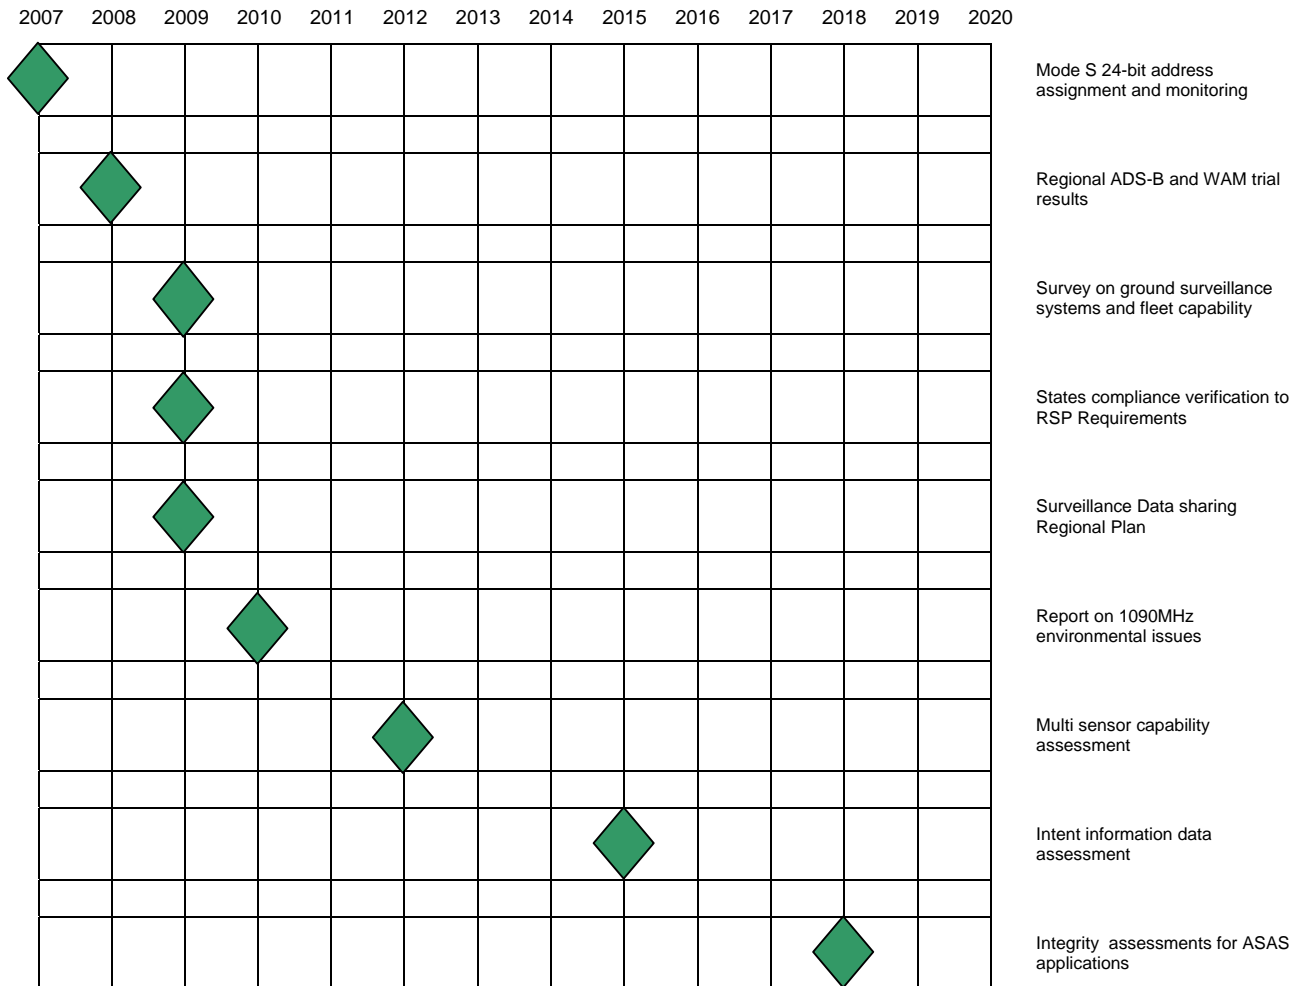 2007 2008 2009 2010 2011 2012 2013 2014 2015 2016 2017 2018 2019 2020
Mode S 24-bit address
assignment and monitoring
Regional ADS-B and WAM trial
results
Survey on ground surveillance
systems and fleet capability
States compliance verification to
RSP Requirements
Surveillance Data sharing
Regional Plan
Report on 1090MHz
environmental issues
Multi sensor capability
assessment
Intent information data
assessment
Integrity assessments for ASAS
applications